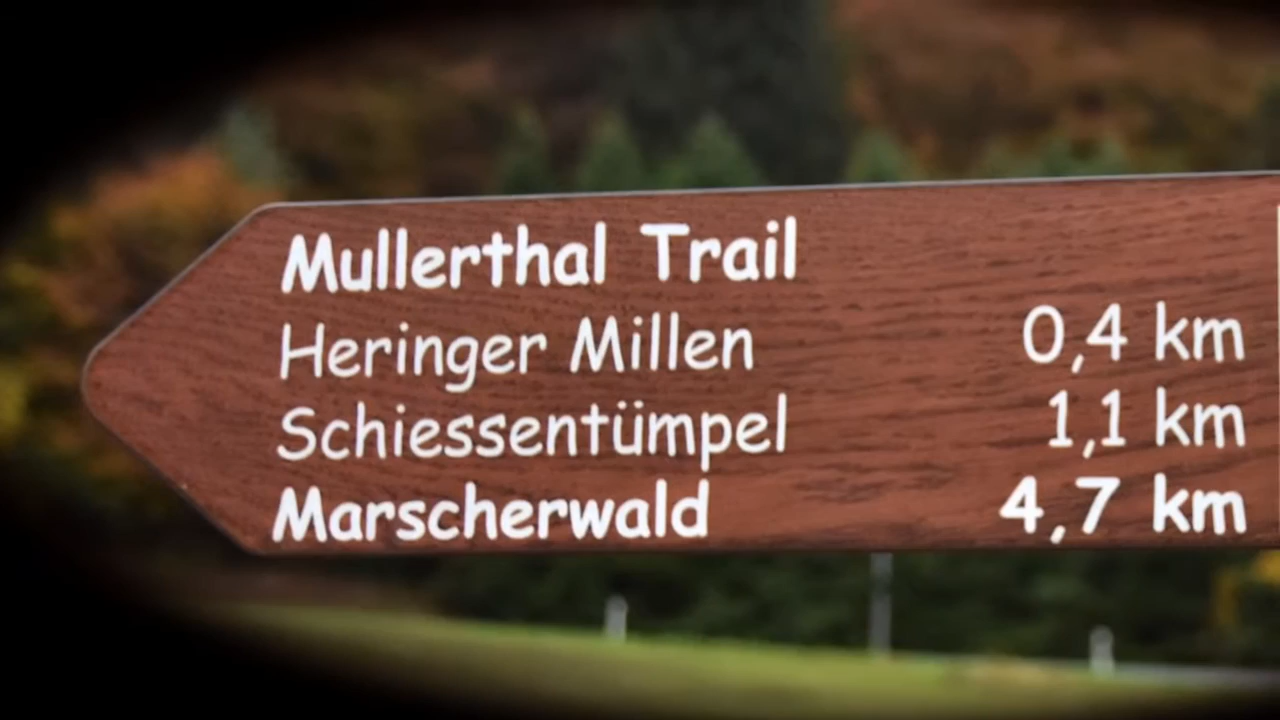 Mullerthal Trail
Heringer Millen 0,4 km
Schiessentümpel 1,1 km
Marscherwald 4,7 km